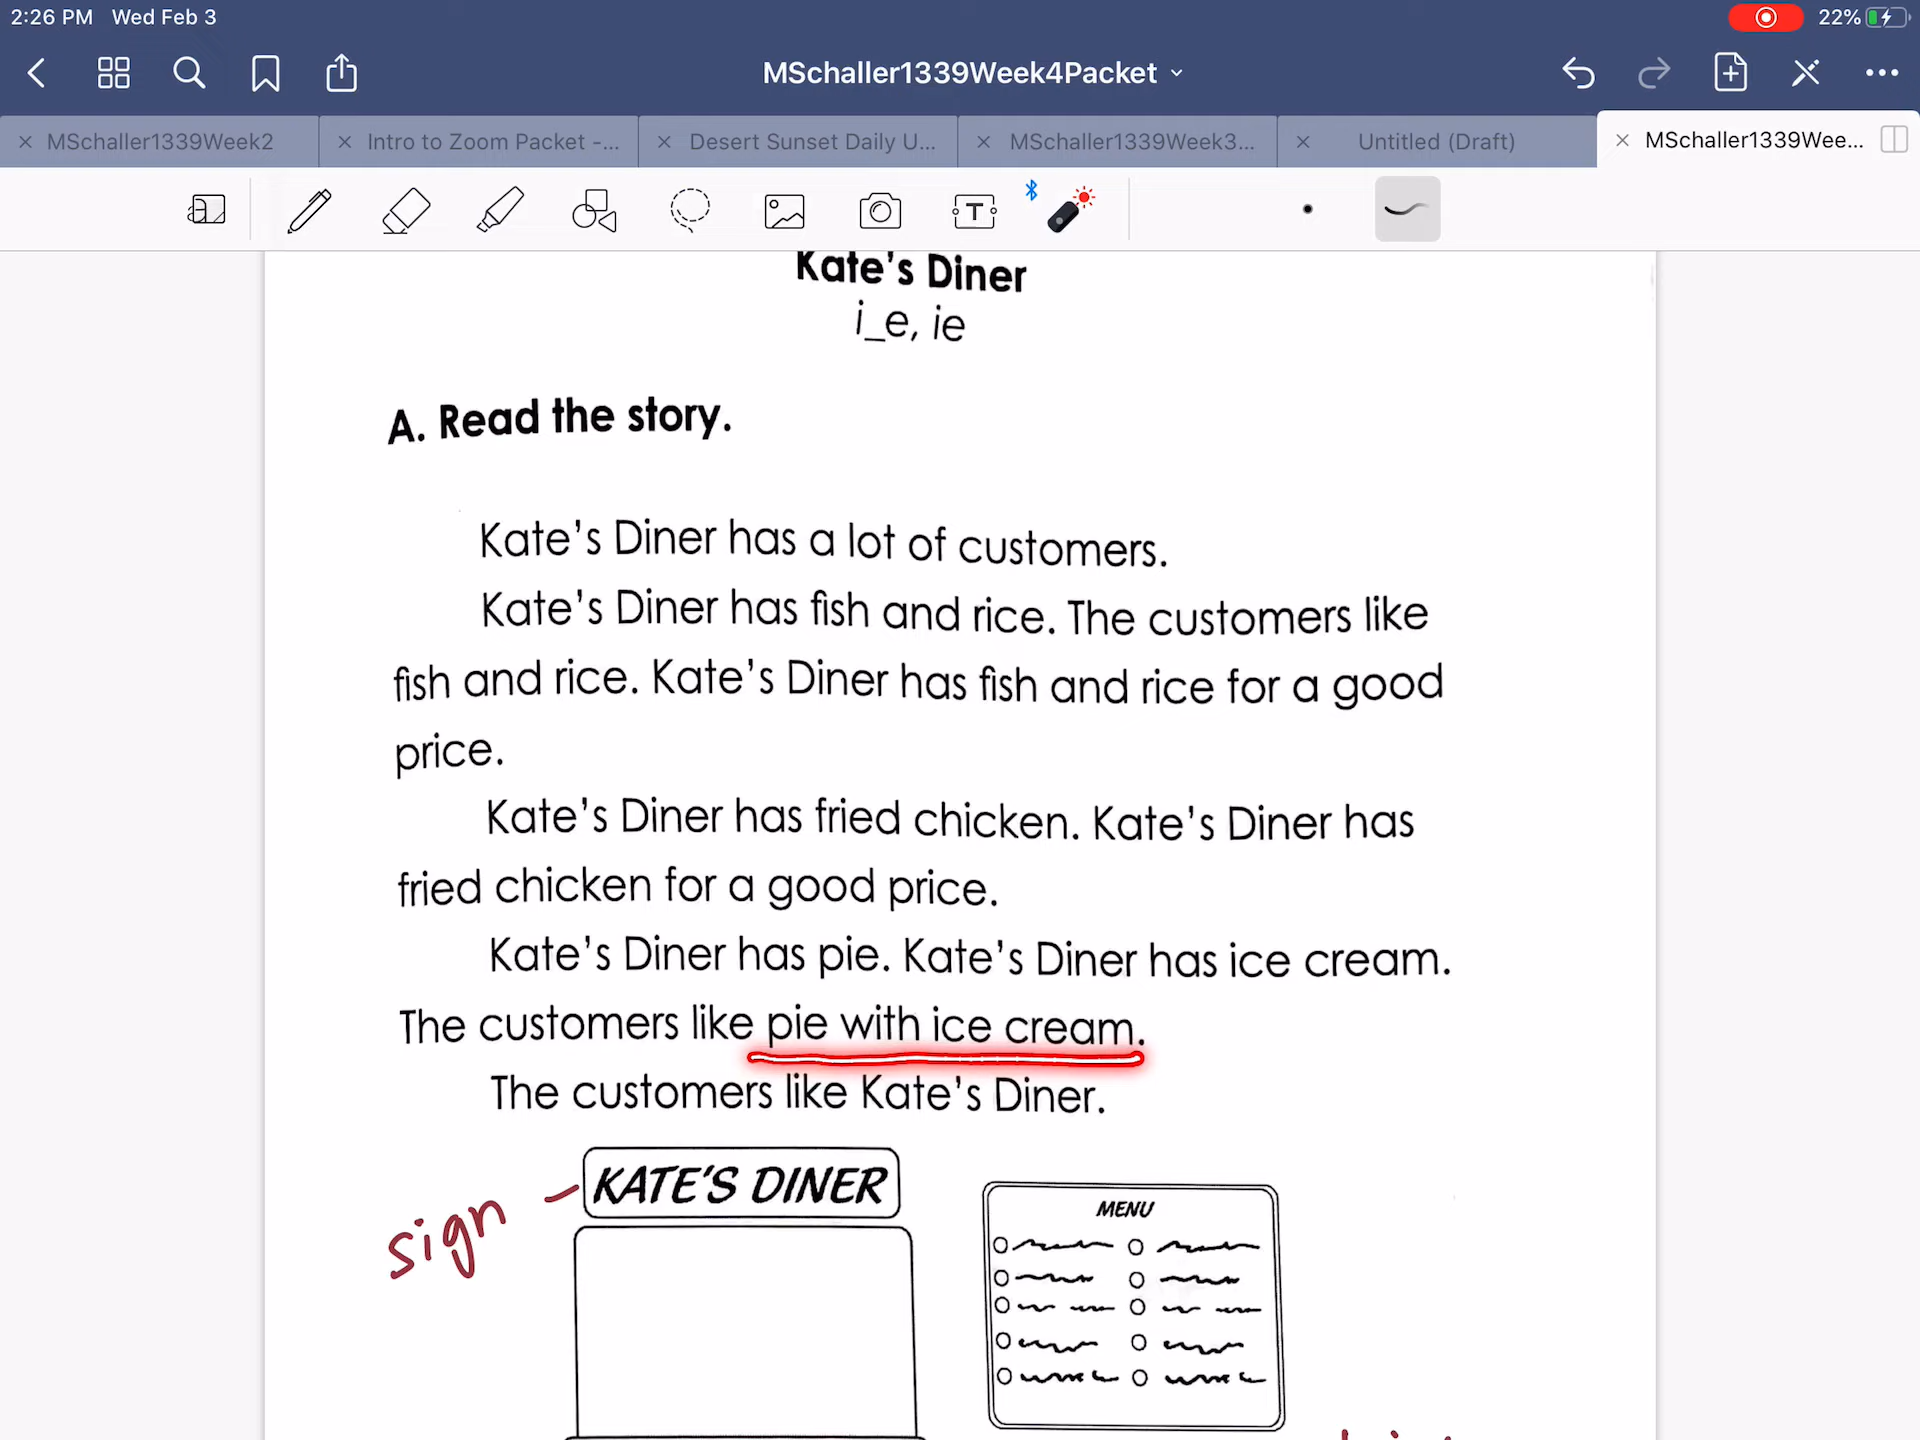 2:26 PM Wed Feb 3
22%
MSchaller1339Week4Packet
MSchaller1339Week2
Intro to Zoom Packet -...
Desert Sunset Daily U...
MSchaller1339Week3...
Untitled (Draft)
MSchaller1339Wee...
Kate's Diner
i_e, ie
A. Read the story.
Kate's Diner has a lot of customers.
Kate's Diner has fish and rice. The customers like
fish and rice. Kate's Diner has fish and rice for a good
price.
Kate's Diner has fried chicken. Kate's Diner has
fried chicken for a good price.
Kate's Diner has pie. Kate's Diner has ice cream.
The customers like pie with ice cream.
The customers like Kate's Diner.
KATE'S DINER
sign
MENU